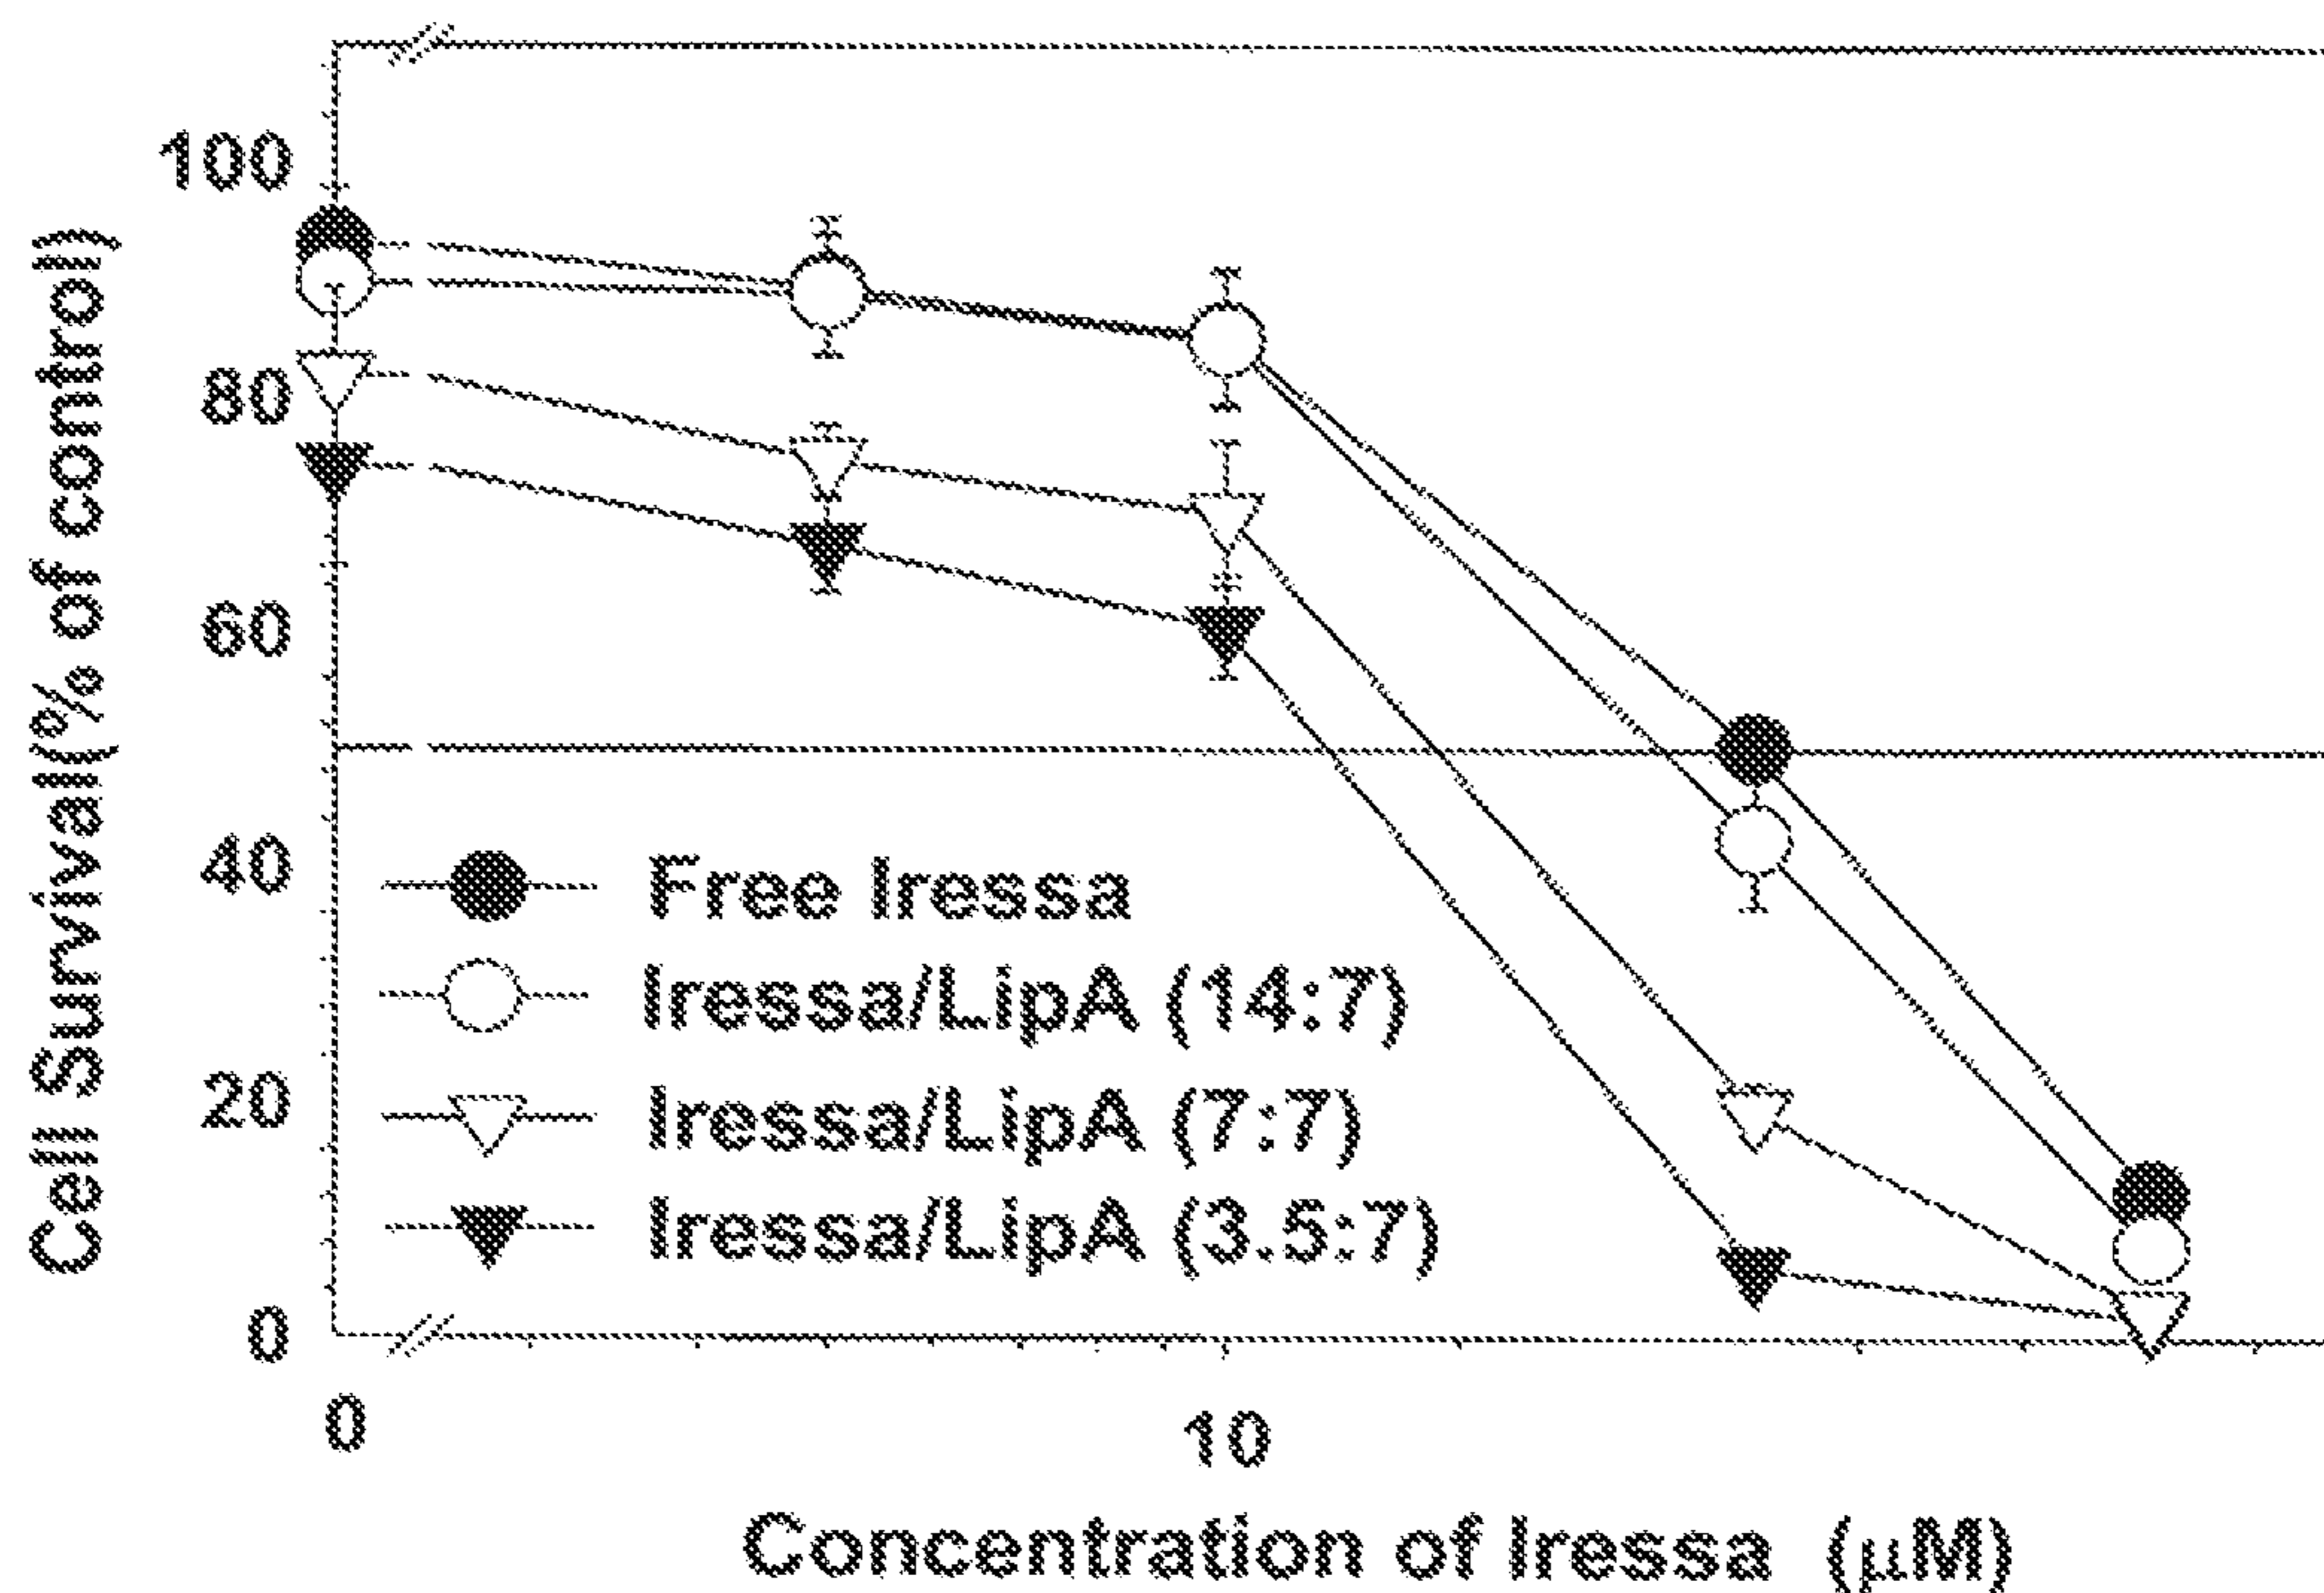 Cell Survival(% of control)
100
80
60
40
20
0
Free Iressa
Iressa/LipA (14:7)
Iressa/LipA (7:7)
Iressa/LipA (3.5:7)
0
10
Concentration of Iressa (μM)